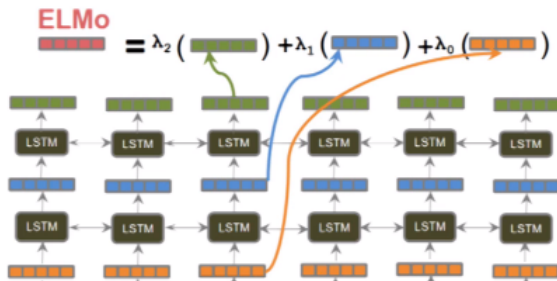 ELMo
= λ2 ( ) +λ1 ( ) +λ0 ( )
LSTM LSTM LSTM LSTM LSTM LSTM
LSTM LSTM LSTM LSTM LSTM LSTM